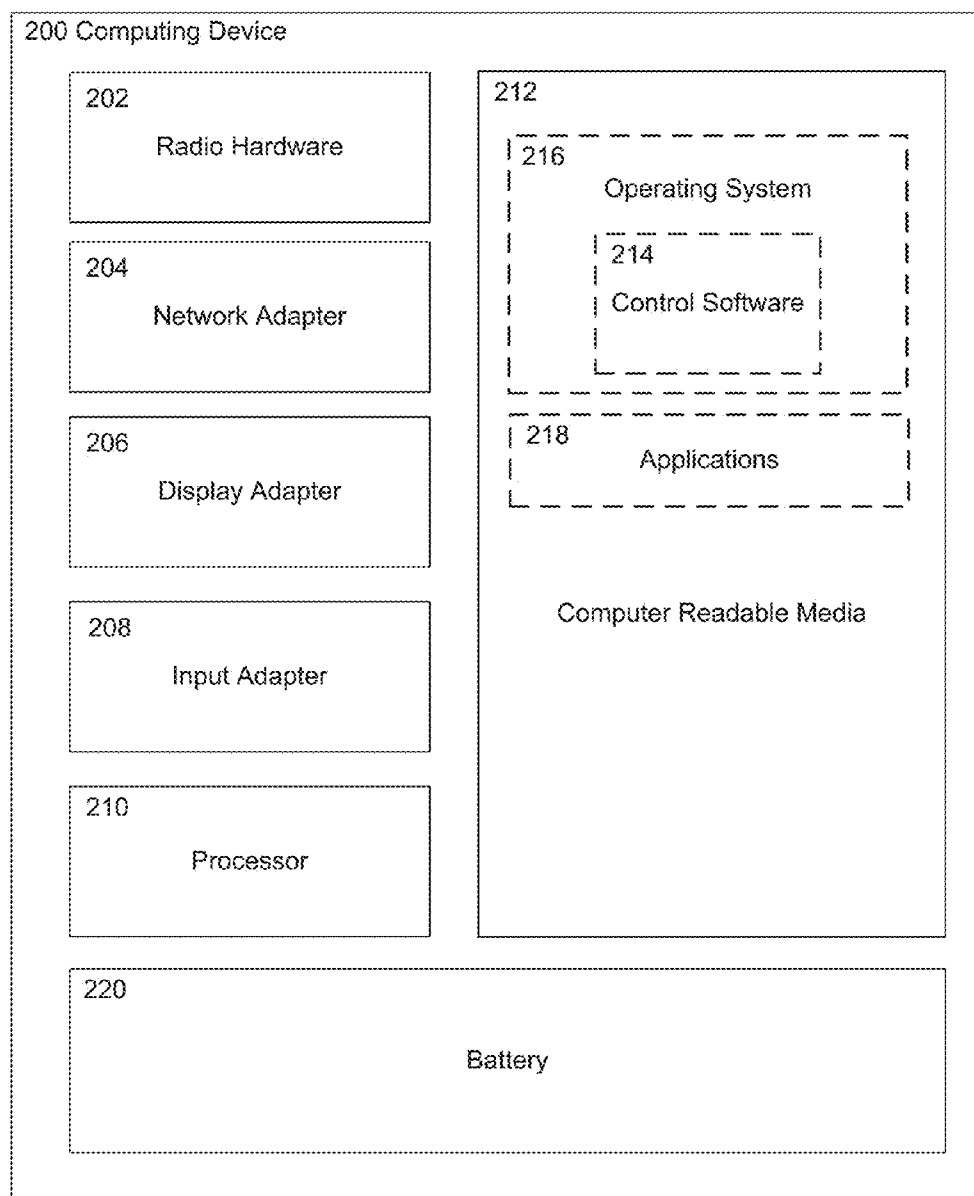 200 Computing Device
202
Radio Hardware
204
Network Adapter
206
Display Adapter
208
Input Adapter
210
Processor
212
216
Operating System
214
Control Software
218
Applications
Computer Readable Media
220
Battery